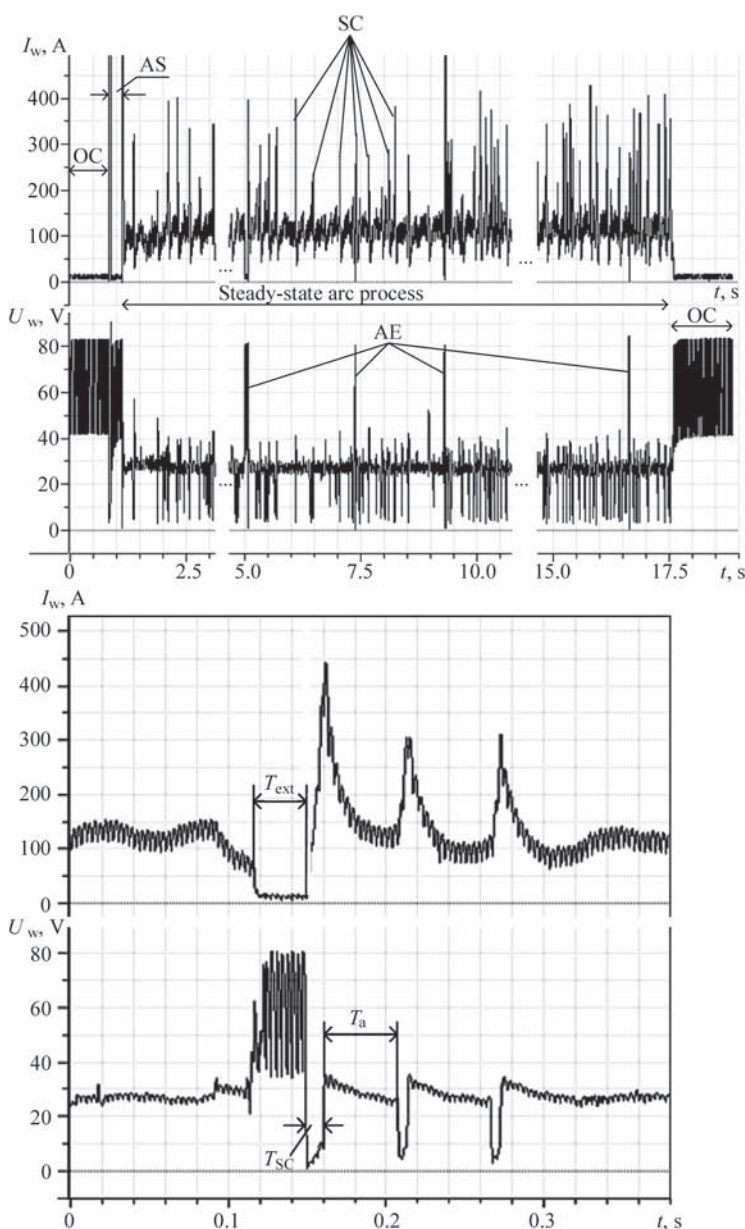 SC
I_w, A
AS
400
OC
300
200
100
0
... ...
Steady-state arc process
t, s
U_w, V
OC
80
AE
60
40
20
... ...
0
0 2.5 5.0 7.5 10.0 15.0 17.5 t, s
I_w, A
500
400
300
T_ext
200
100
0
U_w, V
80
60
T_a
40
20
T_SC
0
0 0.1 0.2 0.3 t, s